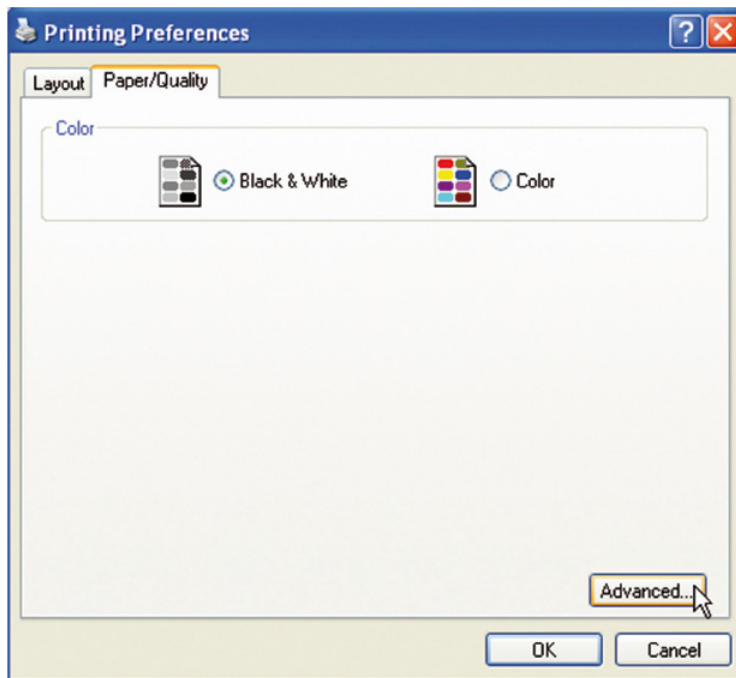 Printing Preferences
Layout Paper/Quality
Color
Black & White Color
Advanced...
OK Cancel